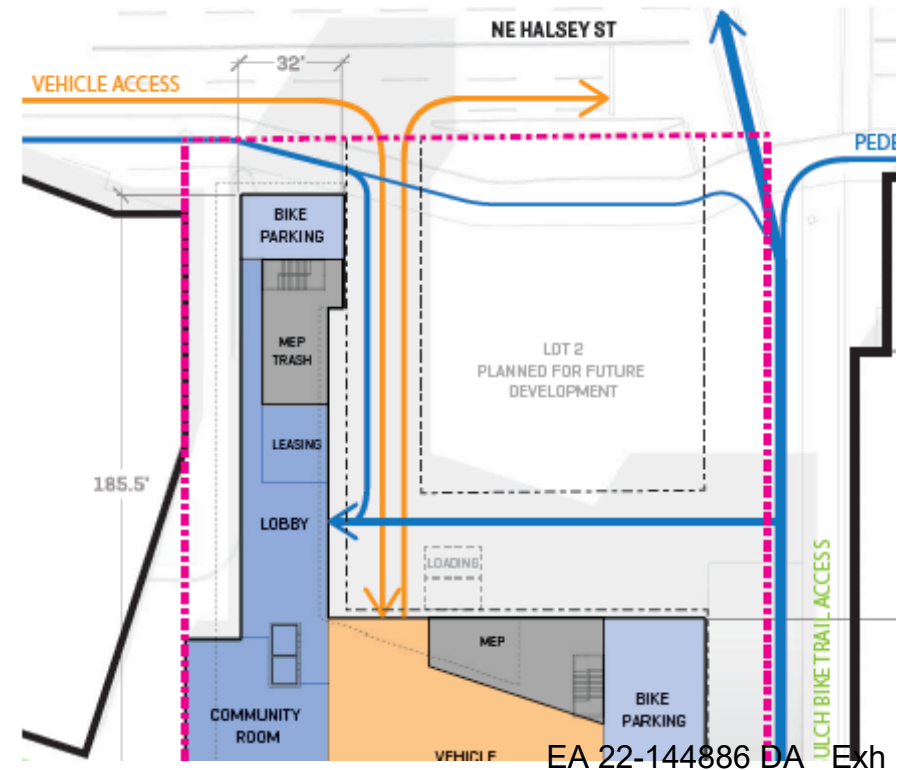 NE HALSEY ST
32'
VEHICLE ACCESS
PEDE
BIKE
PARKING
MEP
TRASH
LOT 2
PLANNED FOR FUTURE
DEVELOPMENT
LEASING
185.5'
LOBBY
LOADING
ULCH BIKE TRAIL ACCESS
MEP
BIKE
PARKING
COMMUNITY
ROOM
VEHICLE
EA 22-144886 DA Exh